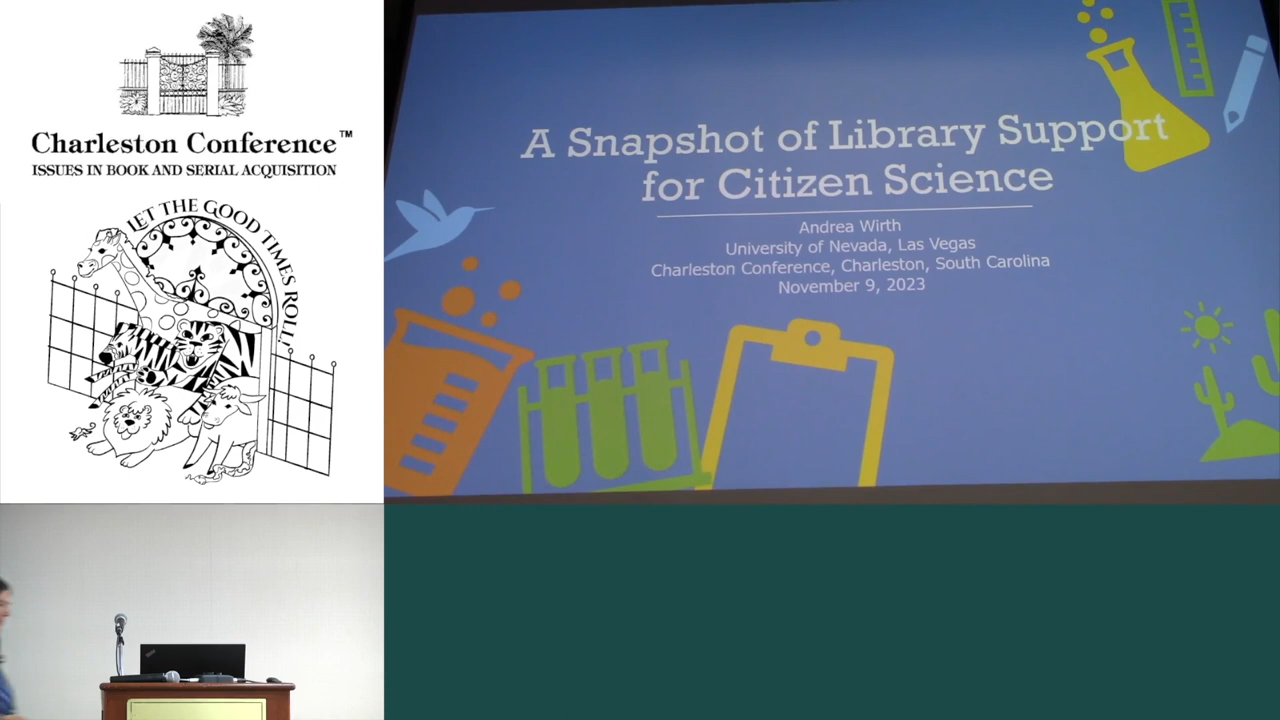 Charleston Conference™
ISSUES IN BOOK AND SERIAL ACQUISITION
LET THE GOOD TIMES ROLL!
A Snapshot of Library Support
for Citizen Science
Andrea Wirth
University of Nevada, Las Vegas
Charleston Conference, Charleston, South Carolina
November 9, 2023